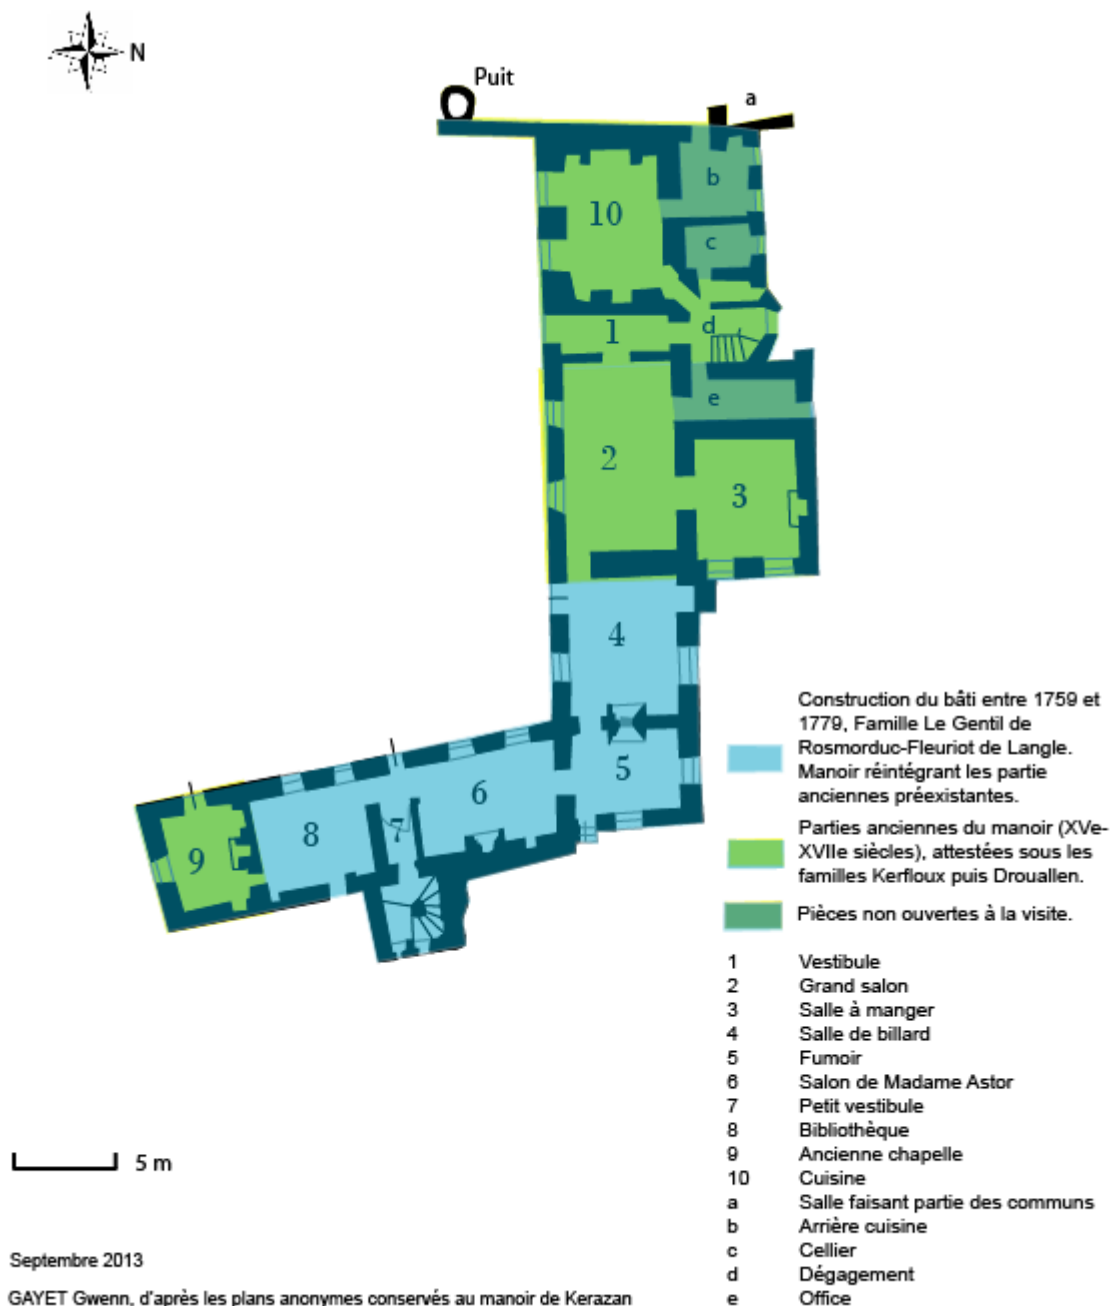 N
Puit
a
b
10
c
d
1
e
2
3
4
5
6
7
8
9
Construction du bâti entre 1759 et
1779, Famille Le Gentil de
Rosmorduc-Fleuriot de Langle.
Manoir réintégrant les partie
anciennes préexistantes.
Parties anciennes du manoir (XVe-
XVIIe siècles), attestées sous les
familles Kerfloux puis Drouallen.
Pièces non ouvertes à la visite.
1 Vestibule
2 Grand salon
3 Salle à manger
4 Salle de billard
5 Fumoir
6 Salon de Madame Astor
7 Petit vestibule
8 Bibliothèque
9 Ancienne chapelle
10 Cuisine
a Salle faisant partie des communs
b Arrière cuisine
c Cellier
d Dégagement
e Office
5 m
Septembre 2013
GAYET Gwenn, d'après les plans anonymes conservés au manoir de Kerazan